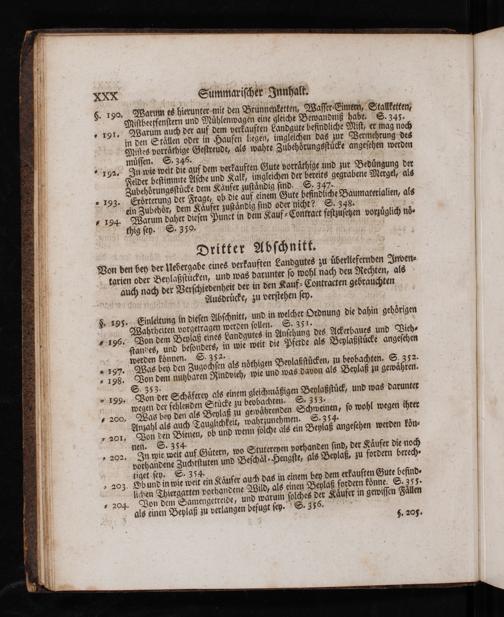 XXX Summarischer Innhalt.
§. 190. Warum es hierunter mit den Brunnenketten, Wasser-Eimern, Stallketten,
Mistbeetfenstern und Mühlenwagen eine gleiche Bewandniß habe. S. 345.
= 191. Warum auch der auf dem verkauften Landgute befindliche Mist, er mag noch
in den Ställen oder in Haufen liegen, imgleichen das zur Vermehrung des
Mistes vorräthige Gestreude, als wahre Zubehörungsstücke angesehen werden
müssen. S. 346.
= 192. In wie weit die auf dem verkauften Gute vorräthige und zur Bedüngung der
Felder bestimmte Asche und Kalk, imgleichen der bereits gegrabene Mergel, als
Zubehörungsstücke dem Käufer zuständig sind. S. 347.
= 193. Erörterung der Frage, ob die auf einem Gute befindliche Baumaterialien, als
ein Zubehör, dem Käufer zuständig sind oder nicht? S. 348.
= 194. Warum daher diesen Punct in dem Kauf-Contract festzusetzen vorzüglich nö-
thig sey. S. 350.
Dritter Abschnitt.
Von den bey der Uebergabe eines verkauften Landgutes zu überliefernden Inven-
tarien oder Beylaßstücken, und was darunter so wohl nach den Rechten, als
auch nach der Verschiedenheit der in den Kauf-Contracten gebrauchten
Ausdrücke, zu verstehen sey.
§. 195. Einleitung in diesen Abschnitt, und in welcher Ordnung die dahin gehörigen
Wahrheiten vorgetragen werden sollen. S. 351.
= 196. Von dem Beylaß eines Landgutes in Ansehung des Ackerbaues und Vieh-
standes, und besonders, in wie weit die Pferde als Beylaßstücke angesehen
werden können. S. 352.
= 197. Was bey den Zugochsen als nöthigen Beylaßstücken, zu beobachten. S. 352.
= 198. Von dem nutzbaren Rindvieh, wie und was davon als Beylaß zu gewähren.
S. 353.
= 199. Von der Schäferey als einem gleichmäßigen Beylaßstück, und was darunter
wegen der fehlenden Stücke zu beobachten. S. 353.
= 200. Was bey den als Beylaß zu gewährenden Schweinen, so wohl wegen ihrer
Anzahl als auch Tauglichkeit, wahrzunehmen. S. 354.
= 201. Von den Bienen, ob und wenn solche als ein Beylaß angesehen werden kön-
nen. S. 354.
= 202. In wie weit auf Gütern, wo Stutereyen vorhanden sind, der Käufer die noch
vorhandene Zuchtstuten und Beschäl-Hengste, als Beylaß, zu fordern berech-
tiget sey. S. 354.
= 203. Ob und in wie weit ein Käufer auch das in einem bey dem erkauften Gute befind-
lichen Thiergarten vorhandene Wild, als einen Beylaß fordern könne. S. 355.
= 204. Von dem Samengetreide, und warum solches der Käufer in gewissen Fällen
als einen Beylaß zu verlangen befugt sey. S. 356.
§. 205.